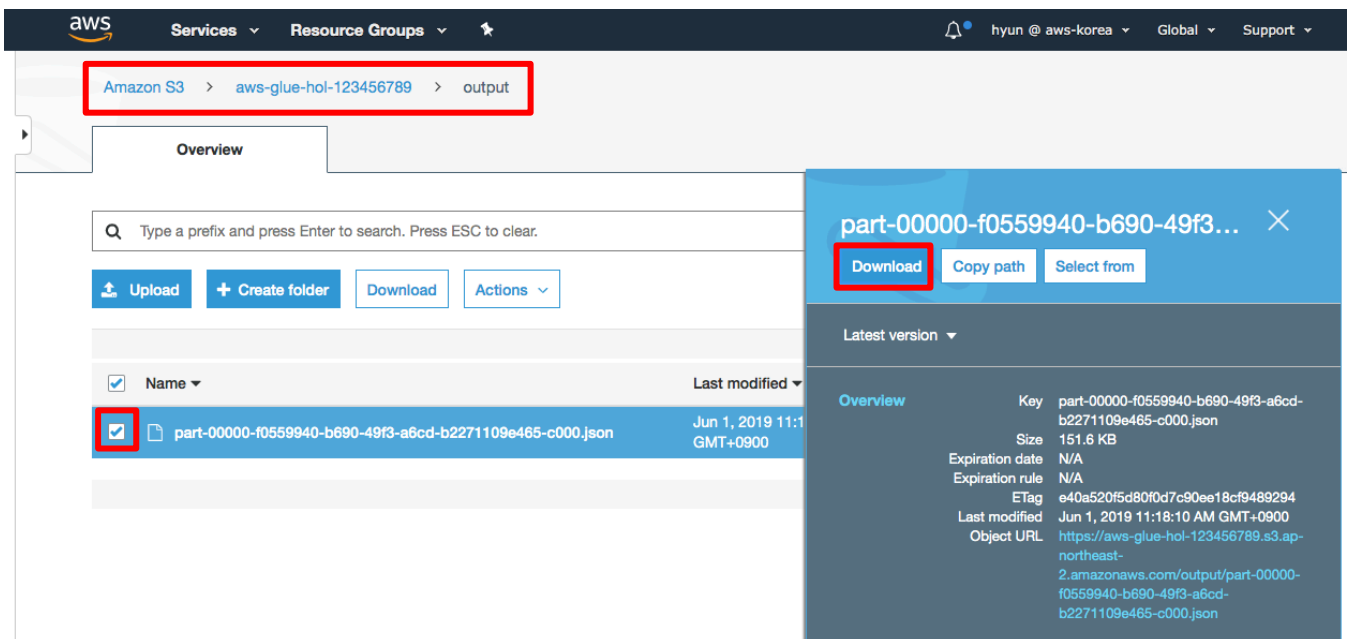 aws
Services
Resource Groups
hyun @ aws-korea
Global
Support
Amazon S3 > aws-glue-hol-123456789 > output
Overview
Type a prefix and press Enter to search. Press ESC to clear.
Upload
+ Create folder
Download
Actions
Name
Last modified
part-00000-f0559940-b690-49f3-a6cd-b2271109e465-c000.json
Jun 1, 2019 11:1
GMT+0900
part-00000-f0559940-b690-49f3...
Download
Copy path
Select from
Latest version
Overview
Key part-00000-f0559940-b690-49f3-a6cd-
b2271109e465-c000.json
Size 151.6 KB
Expiration date N/A
Expiration rule N/A
ETag e40a520f5d80f0d7c90ee18cf9489294
Last modified Jun 1, 2019 11:18:10 AM GMT+0900
Object URL https://aws-glue-hol-123456789.s3.ap-
northeast-
2.amazonaws.com/output/part-00000-
f0559940-b690-49f3-a6cd-
b2271109e465-c000.json